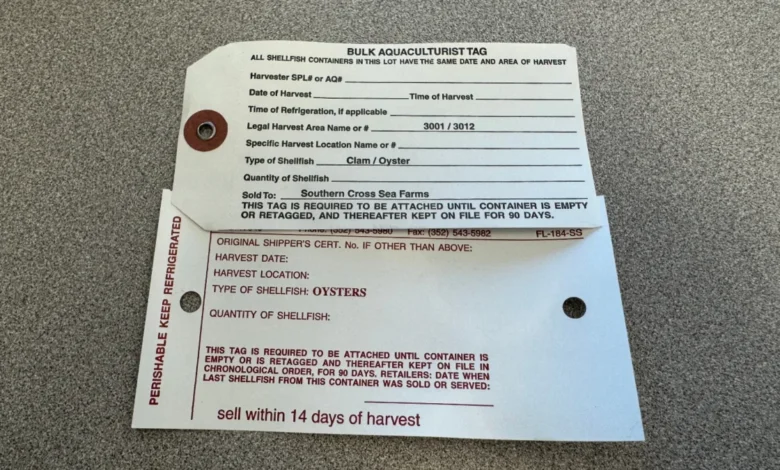 BULK AQUACULTURIST TAG
ALL SHELLFISH CONTAINERS IN THIS LOT HAVE THE SAME DATE AND AREA OF HARVEST
Harvester SPL# or AQ#
Date of Harvest Time of Harvest
Time of Refrigeration, if applicable
Legal Harvest Area Name or # 3001 / 3012
Specific Harvest Location Name or #
Type of Shellfish Clam / Oyster
Quantity of Shellfish
Sold To: Southern Cross Sea Farms
THIS TAG IS REQUIRED TO BE ATTACHED UNTIL CONTAINER IS EMPTY
OR RETAGGED, AND THEREAFTER KEPT ON FILE FOR 90 DAYS.
PERISHABLE KEEP REFRIGERATED
Phone: (352) 543-5980 Fax: (352) 543-5982 FL-184-SS
ORIGINAL SHIPPER'S CERT. No. IF OTHER THAN ABOVE:
HARVEST DATE:
HARVEST LOCATION:
TYPE OF SHELLFISH: OYSTERS
QUANTITY OF SHELLFISH:
THIS TAG IS REQUIRED TO BE ATTACHED UNTIL CONTAINER IS
EMPTY OR IS RETAGGED AND THEREAFTER KEPT ON FILE IN
CHRONOLOGICAL ORDER, FOR 90 DAYS. RETAILERS: DATE WHEN
LAST SHELLFISH FROM THIS CONTAINER WAS SOLD OR SERVED:
sell within 14 days of harvest